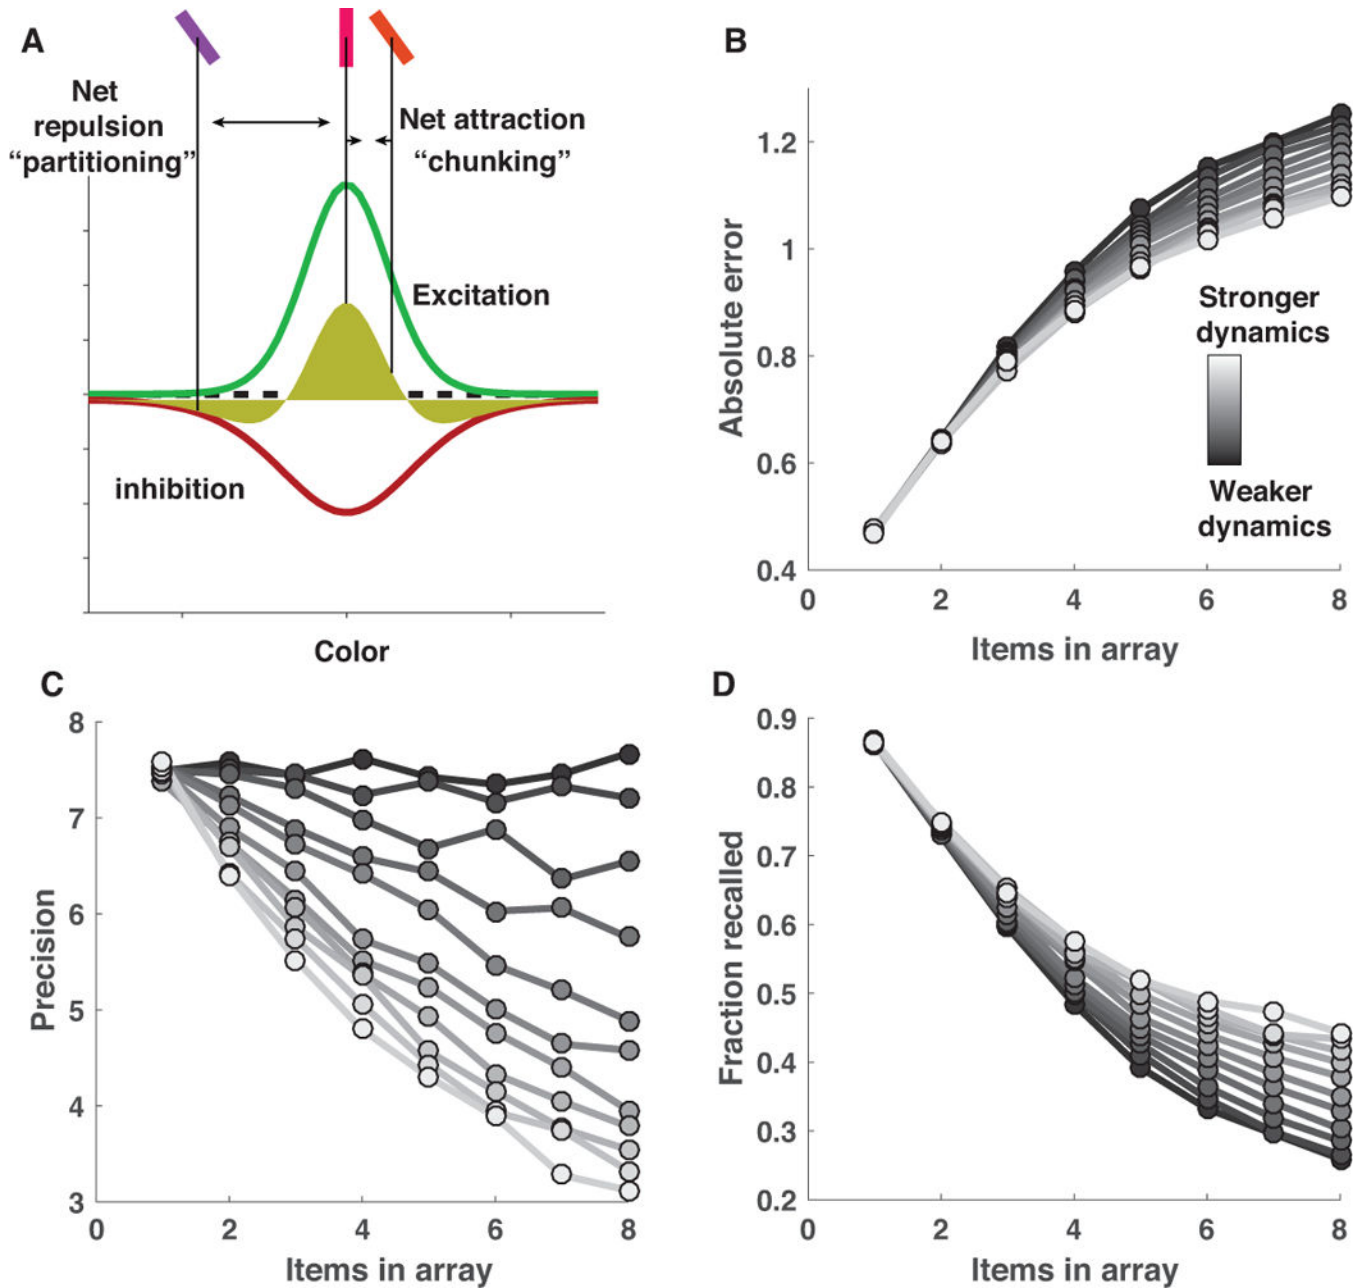 A
Net
repulsion
“partitioning”
Net attraction
“chunking”
Excitation
inhibition
Color
B
Absolute error
1.2
1
0.8
0.6
0.4
0 2 4 6 8
Items in array
Stronger
dynamics
Weaker
dynamics
C
Precision
8
7
6
5
4
3
0 2 4 6 8
Items in array
D
Fraction recalled
0.9
0.8
0.7
0.6
0.5
0.4
0.3
0.2
0 2 4 6 8
Items in array